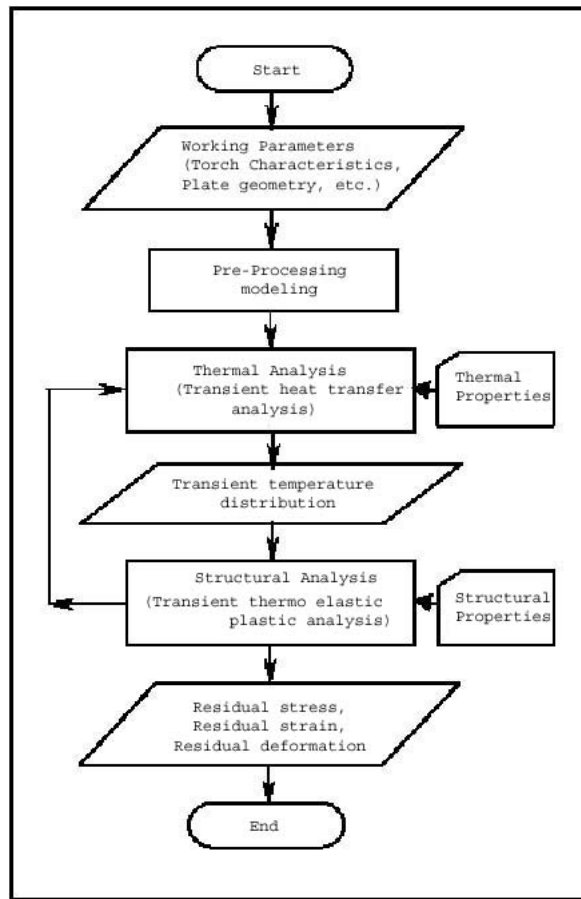 Start
Working Parameters
(Torch Characteristics,
Plate geometry, etc.)
Pre-Processing
modeling
Thermal Analysis
(Transient heat transfer
analysis)
Thermal
Properties
Transient temperature
distribution
Structural Analysis
(Transient thermo elastic
plastic analysis)
Structural
Properties
Residual stress,
Residual strain,
Residual deformation
End